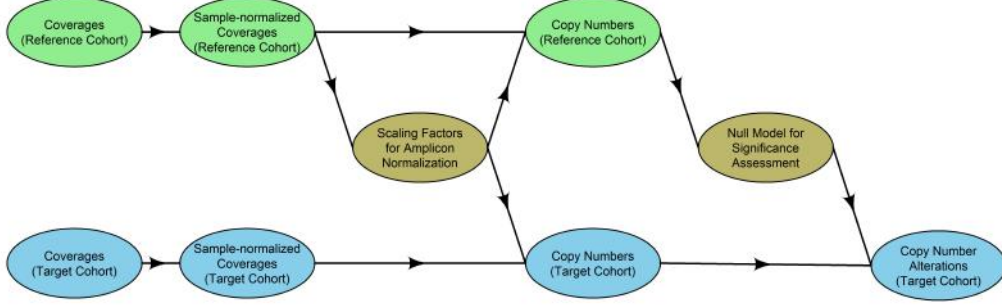 Coverages
(Reference Cohort)
Sample-normalized
Coverages
(Reference Cohort)
Copy Numbers
(Reference Cohort)
Scaling Factors
for Amplicon
Normalization
Null Model for
Significance
Assessment
Coverages
(Target Cohort)
Sample-normalized
Coverages
(Target Cohort)
Copy Numbers
(Target Cohort)
Copy Number
Alterations
(Target Cohort)